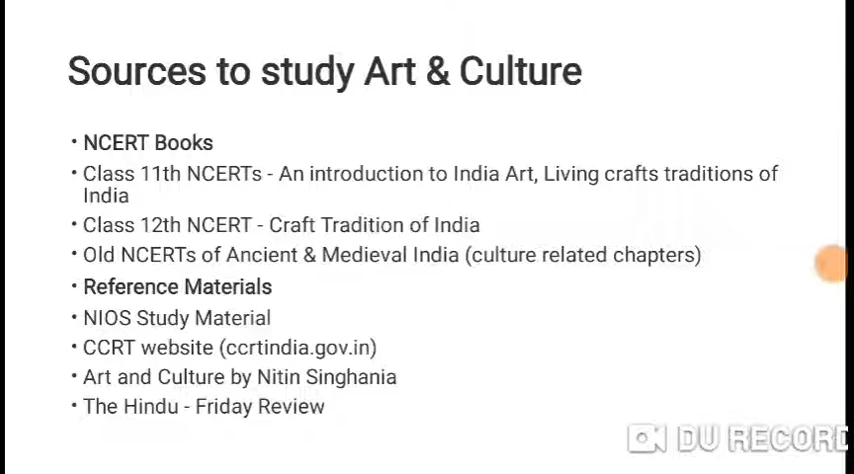 Sources to study Art & Culture
• NCERT Books
• Class 11th NCERTs - An introduction to India Art, Living crafts traditions of
India
• Class 12th NCERT - Craft Tradition of India
• Old NCERTs of Ancient & Medieval India (culture related chapters)
• Reference Materials
• NIOS Study Material
• CCRT website (ccrtindia.gov.in)
• Art and Culture by Nitin Singhania
• The Hindu - Friday Review
DU RECORD